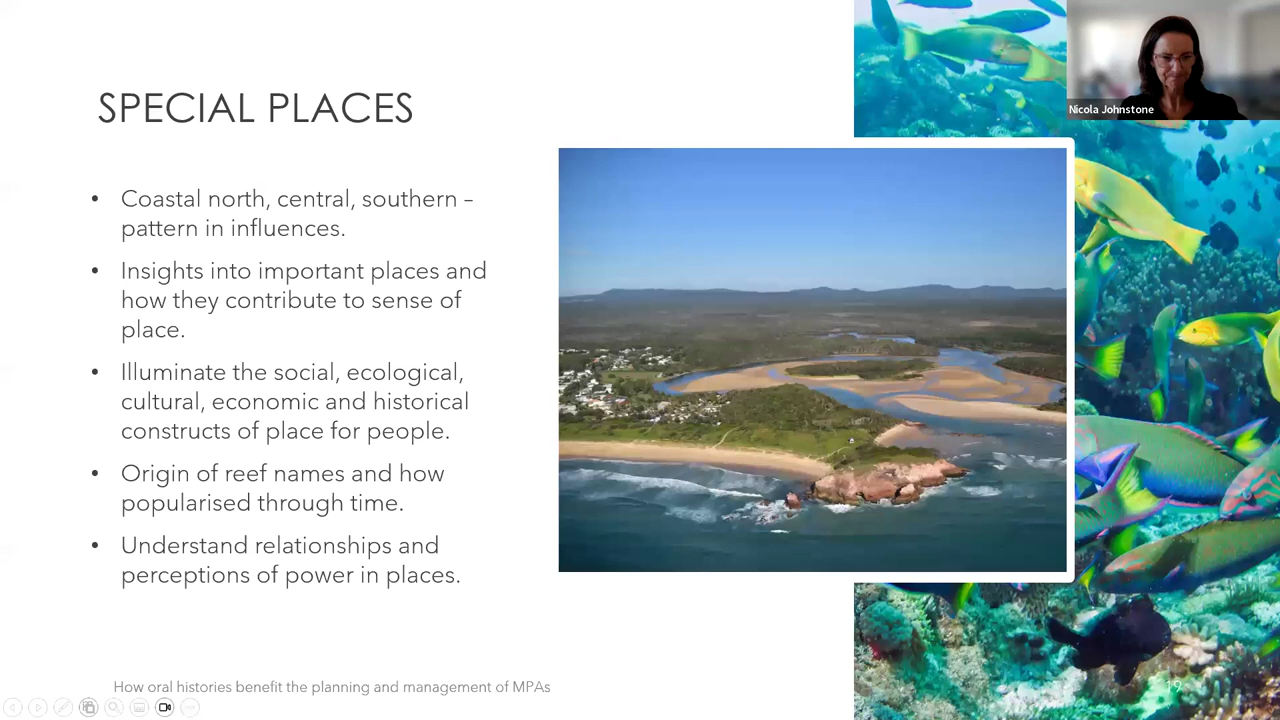 Nicola Johnstone
SPECIAL PLACES
• Coastal north, central, southern –
pattern in influences.
• Insights into important places and
how they contribute to sense of
place.
• Illuminate the social, ecological,
cultural, economic and historical
constructs of place for people.
• Origin of reef names and how
popularised through time.
• Understand relationships and
perceptions of power in places.
How oral histories benefit the planning and management of MPAs
19